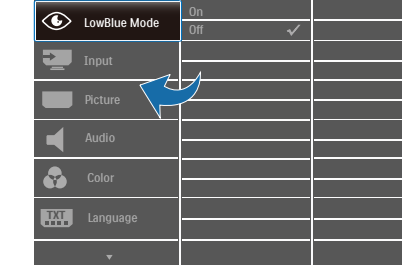 LowBlue Mode
On
Off
Input
Picture
Audio
Color
TXT
Language